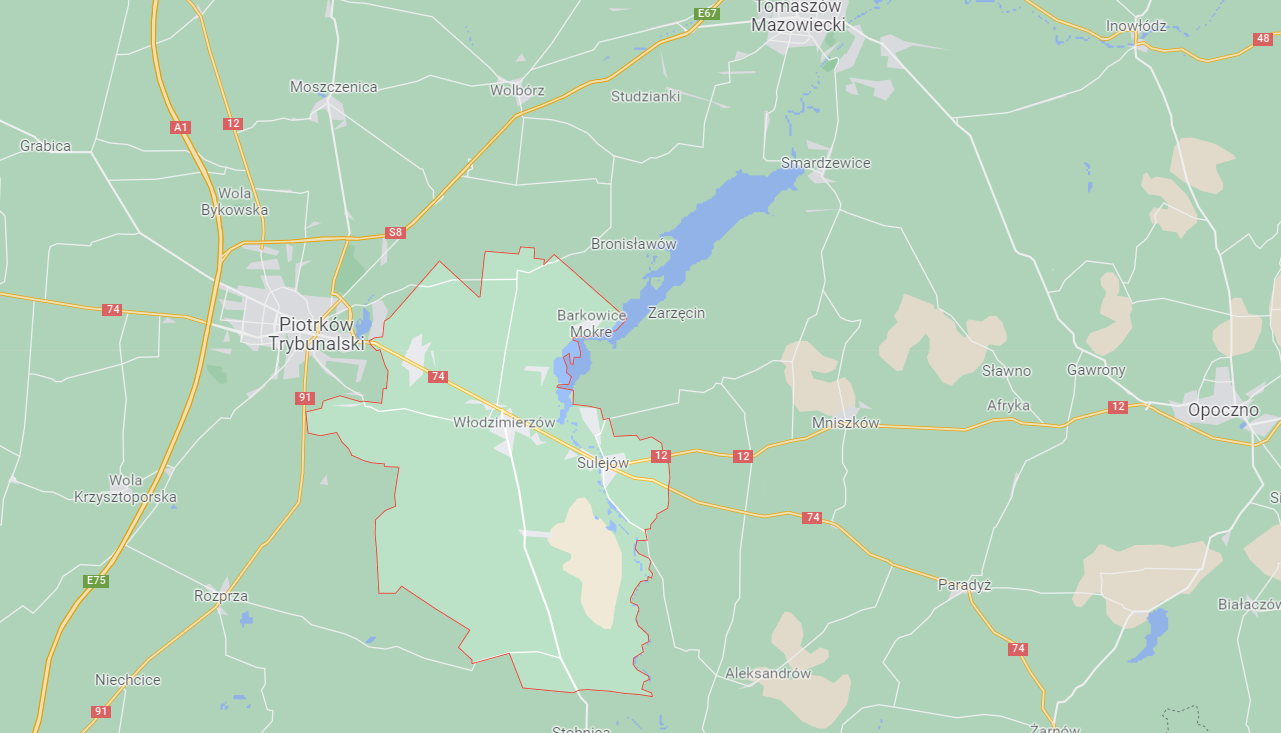 E67
Tomaszów
Mazowiecki
Inowłódz
48
Moszczenica
Wolbórz
Studzianki
A1
12
Grabica
Smardzewice
Wola
Bykowska
S8
Bronisławów
74
Piotrków
Trybunalski
Barkowice
Mokre
Zarzęcin
74
Sławno
Gawrony
91
Afryka
12
Opoczno
Włodzimierzów
Mniszków
Sulejów
12
12
Wola
Krzysztoporska
74
E75
Rozprza
Paradyż
Białaczów
74
Aleksandrów
Niechcice
91
Żarnów